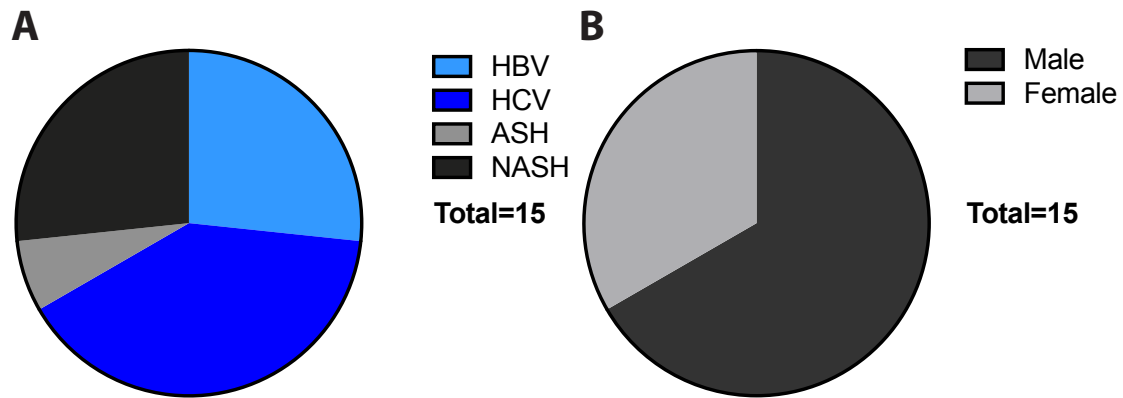 A
HBV
HCV
ASH
NASH
Total=15
B
Male
Female
Total=15